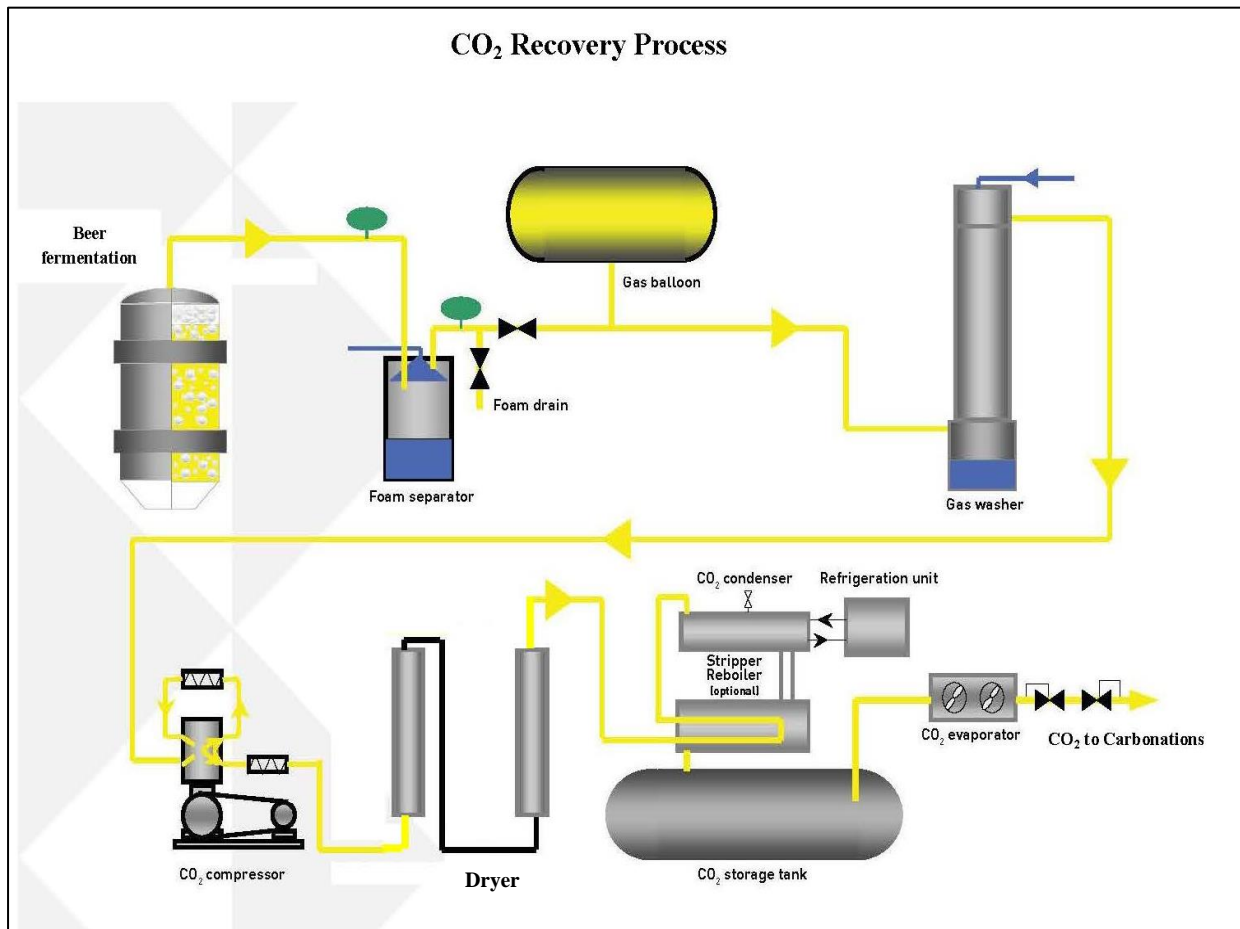 CO₂ Recovery Process
Beer
fermentation
Gas balloon
Foam drain
Foam separator
Gas washer
CO₂ condenser
Refrigeration unit
Stripper
Reboiler
[optional]
CO₂ evaporator
CO₂ to Carbonations
CO₂ compressor
Dryer
CO₂ storage tank